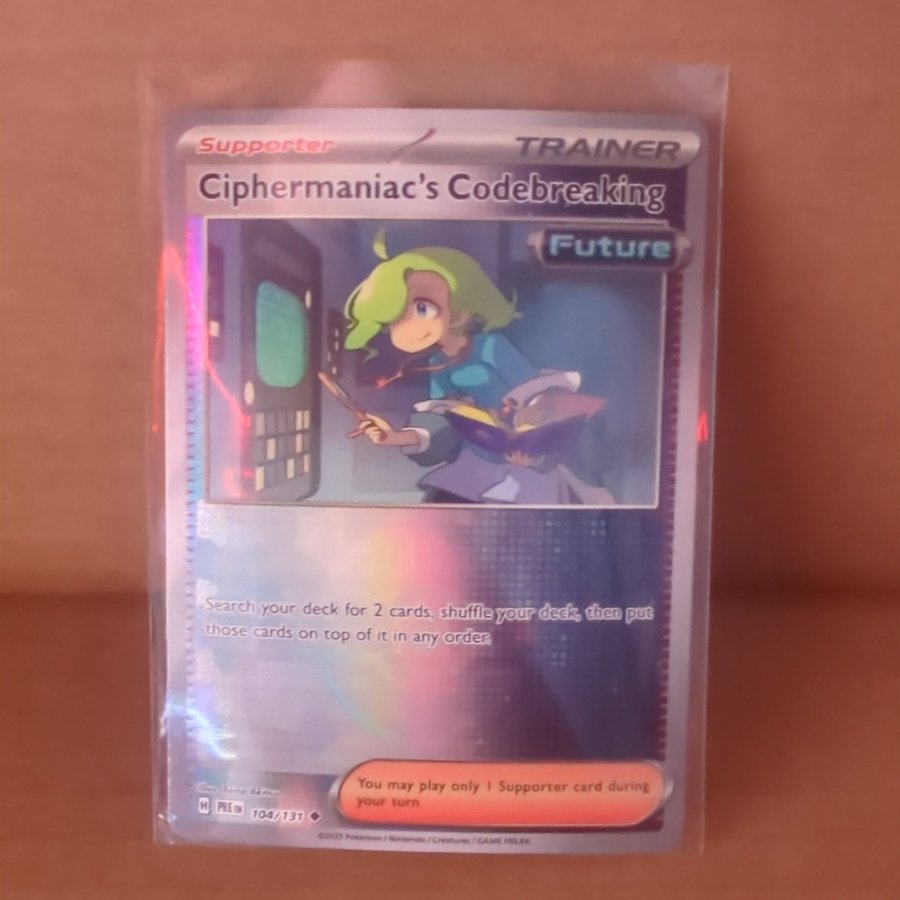 Supporter TRAINER
Ciphermaniac's Codebreaking
Future
Search your deck for 2 cards, shuffle your deck, then put
those cards on top of it in any order.
You may play only 1 Supporter card during
your turn.
Illus.
H PRE EN 104/131
©2025 Pokémon / Nintendo / Creatures / GAME FREAK